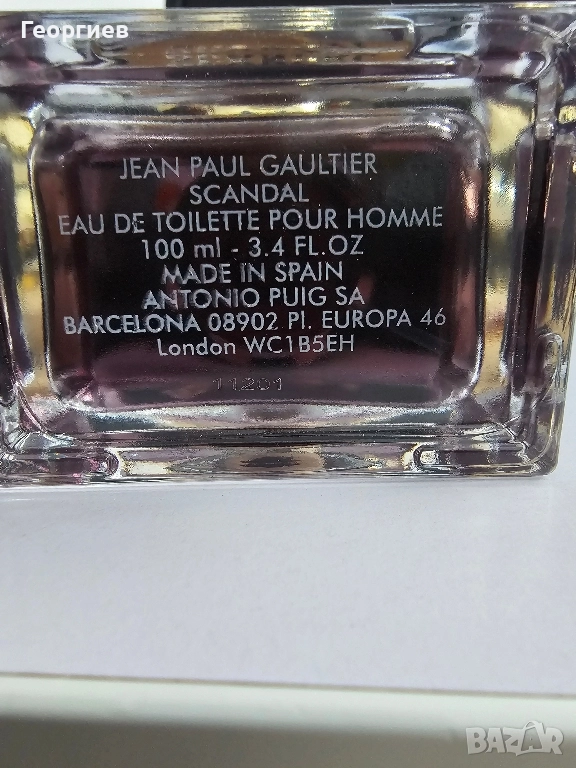 Георгиев
JEAN PAUL GAULTIER
SCANDAL
EAU DE TOILETTE POUR HOMME
100 ml - 3.4 FL.OZ
MADE IN SPAIN
ANTONIO PUIG SA
BARCELONA 08902 Pl. EUROPA 46
London WC1B5EH
11201
BAZAR